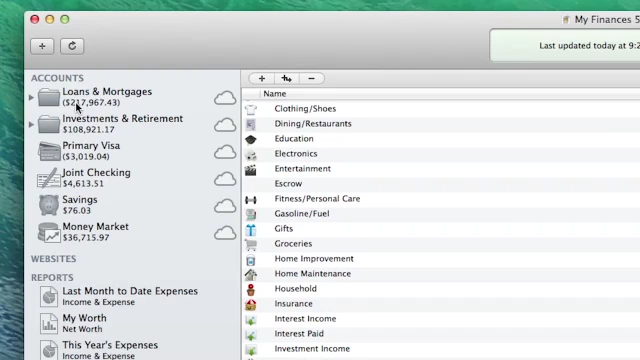 My Finances 5
Last updated today at 9:2
ACCOUNTS
Loans & Mortgages
($217,967.43)
Investments & Retirement
$108,921.17
Primary Visa
($3,019.04)
Joint Checking
$4,613.51
Savings
$76.03
Money Market
$36,715.97
WEBSITES
REPORTS
Last Month to Date Expenses
Income & Expense
My Worth
Net Worth
This Year's Expenses
Income & Expense
Name
Clothing/Shoes
Dining/Restaurants
Education
Electronics
Entertainment
Escrow
Fitness/Personal Care
Gasoline/Fuel
Gifts
Groceries
Home Improvement
Home Maintenance
Household
Insurance
Interest Income
Interest Paid
Investment Income